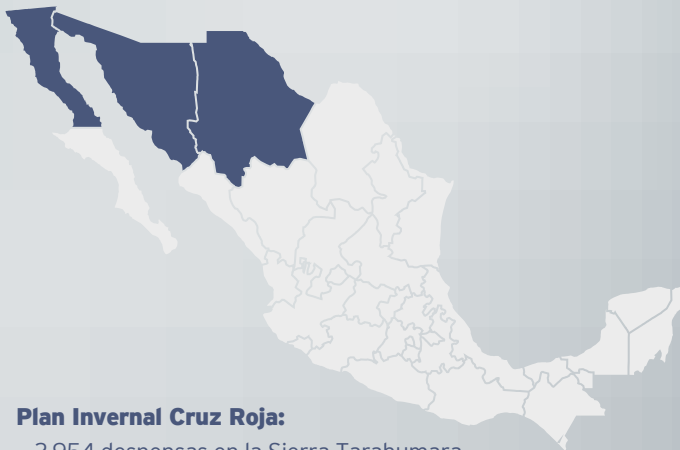 Plan Invernal Cruz Roja:
2,954 despensas en la Sierra Tarahumara